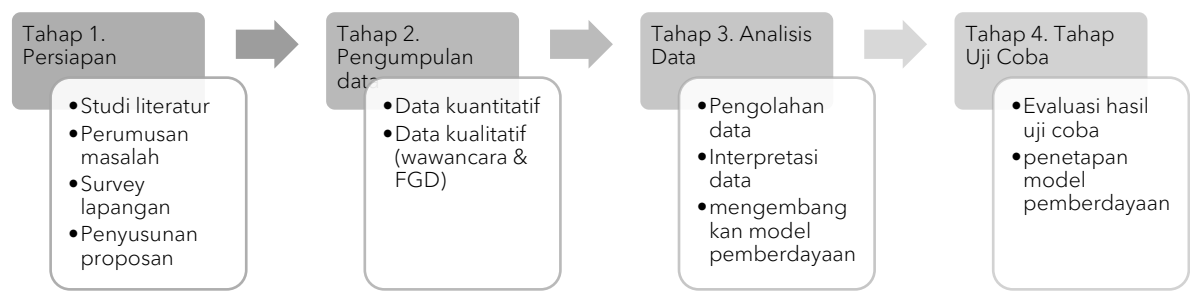 Tahap 1.
Persiapan
•Studi literatur
•Perumusan
masalah
•Survey
lapangan
•Penyusunan
proposan
Tahap 2.
Pengumpulan
data
•Data kuantitatif
•Data kualitatif
(wawancara &
FGD)
Tahap 3. Analisis
Data
•Pengolahan
data
•Interpretasi
data
•mengembang
kan model
pemberdayaan
Tahap 4. Tahap
Uji Coba
•Evaluasi hasil
uji coba
•penetapan
model
pemberdayaan